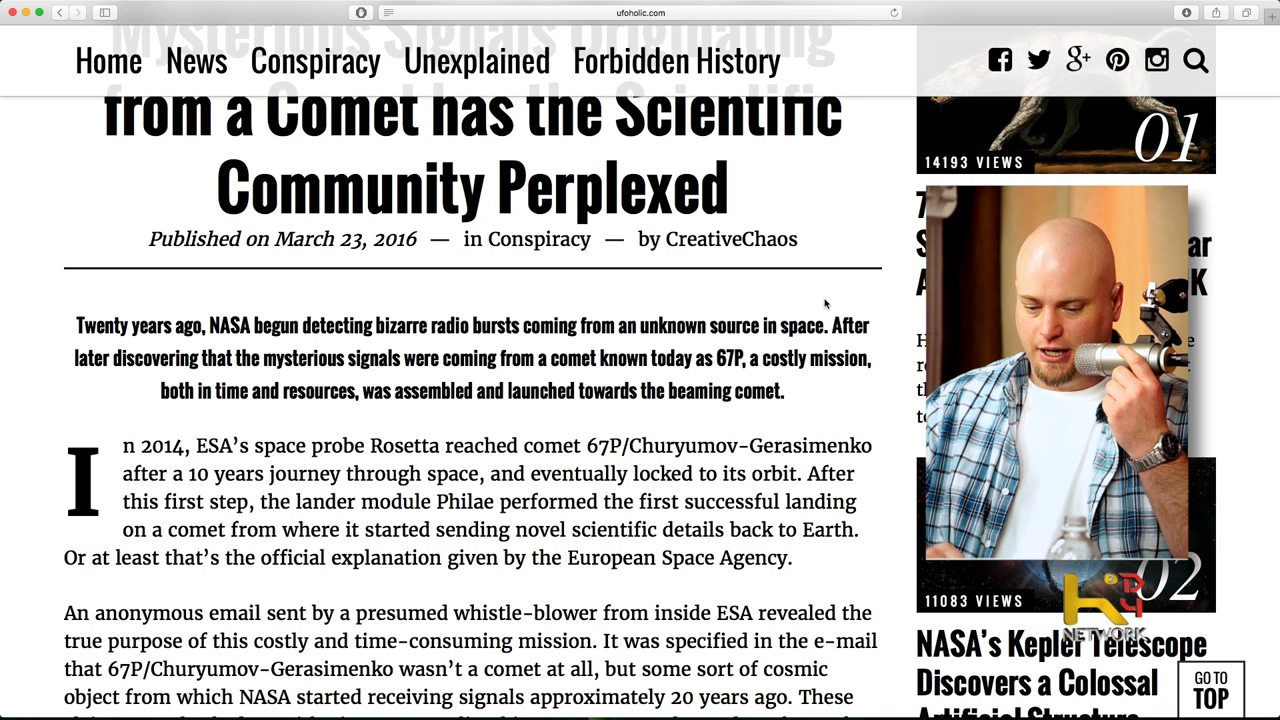 ufoholic.com
Mysterious Signals Originating
Home News Conspiracy Unexplained Forbidden History
from a Comet has the Scientific
Community Perplexed
Published on March 23, 2016 — in Conspiracy — by CreativeChaos
Twenty years ago, NASA begun detecting bizarre radio bursts coming from an unknown source in space. After
later discovering that the mysterious signals were coming from a comet known today as 67P, a costly mission,
both in time and resources, was assembled and launched towards the beaming comet.
In 2014, ESA’s space probe Rosetta reached comet 67P/Churyumov-Gerasimenko
after a 10 years journey through space, and eventually locked to its orbit. After
this first step, the lander module Philae performed the first successful landing
on a comet from where it started sending novel scientific details back to Earth.
Or at least that’s the official explanation given by the European Space Agency.
An anonymous email sent by a presumed whistle-blower from inside ESA revealed the
true purpose of this costly and time-consuming mission. It was specified in the e-mail
that 67P/Churyumov-Gerasimenko wasn’t a comet at all, but some sort of cosmic
object from which NASA started receiving signals approximately 20 years ago. These
01
14193 VIEWS
02
11083 VIEWS
NETWORK
NASA’s Kepler Telescope
Discovers a Colossal
Artificial Structure
GO TO
TOP